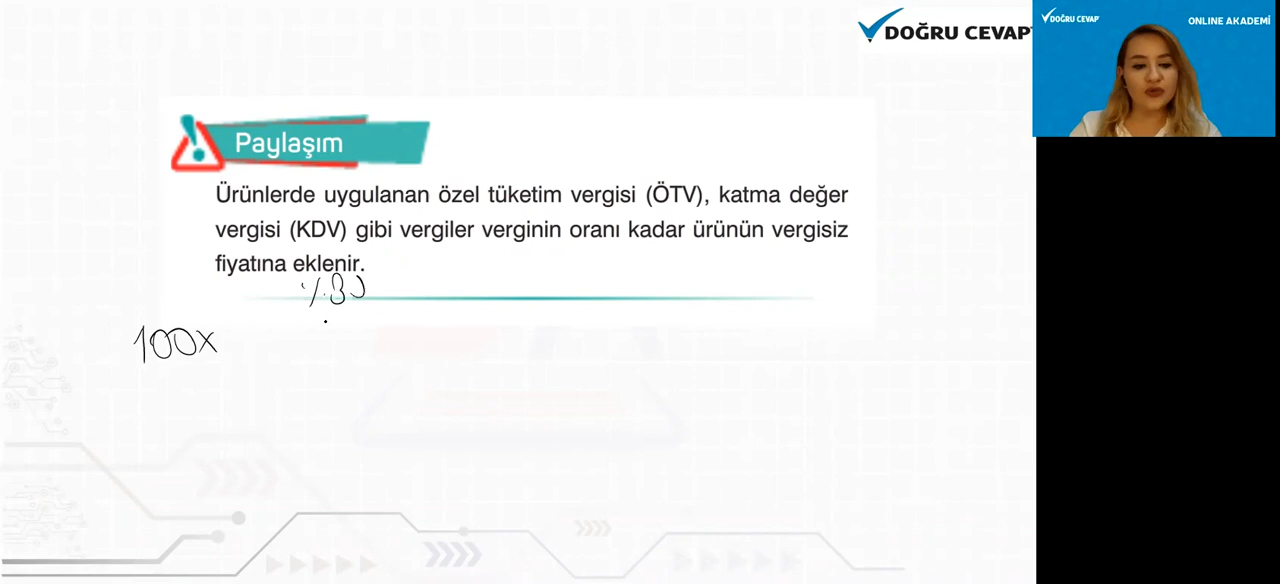 DOĞRU CEVAP
DOĞRU CEVAP
ONLINE AKADEMİ
Paylaşım
Ürünlerde uygulanan özel tüketim vergisi (ÖTV), katma değer
vergisi (KDV) gibi vergiler verginin oranı kadar ürünün vergisiz
fiyatına eklenir.
%30
100x